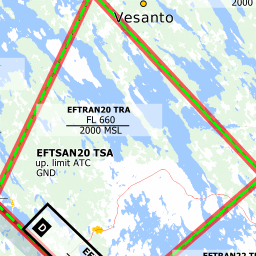 2000
Vesanto
EFTRAN20 TRA
FL 660
2000 MSL
EFTSAN20 TSA
up. limit ATC
GND
D
EF
EFTRAN22 TRA